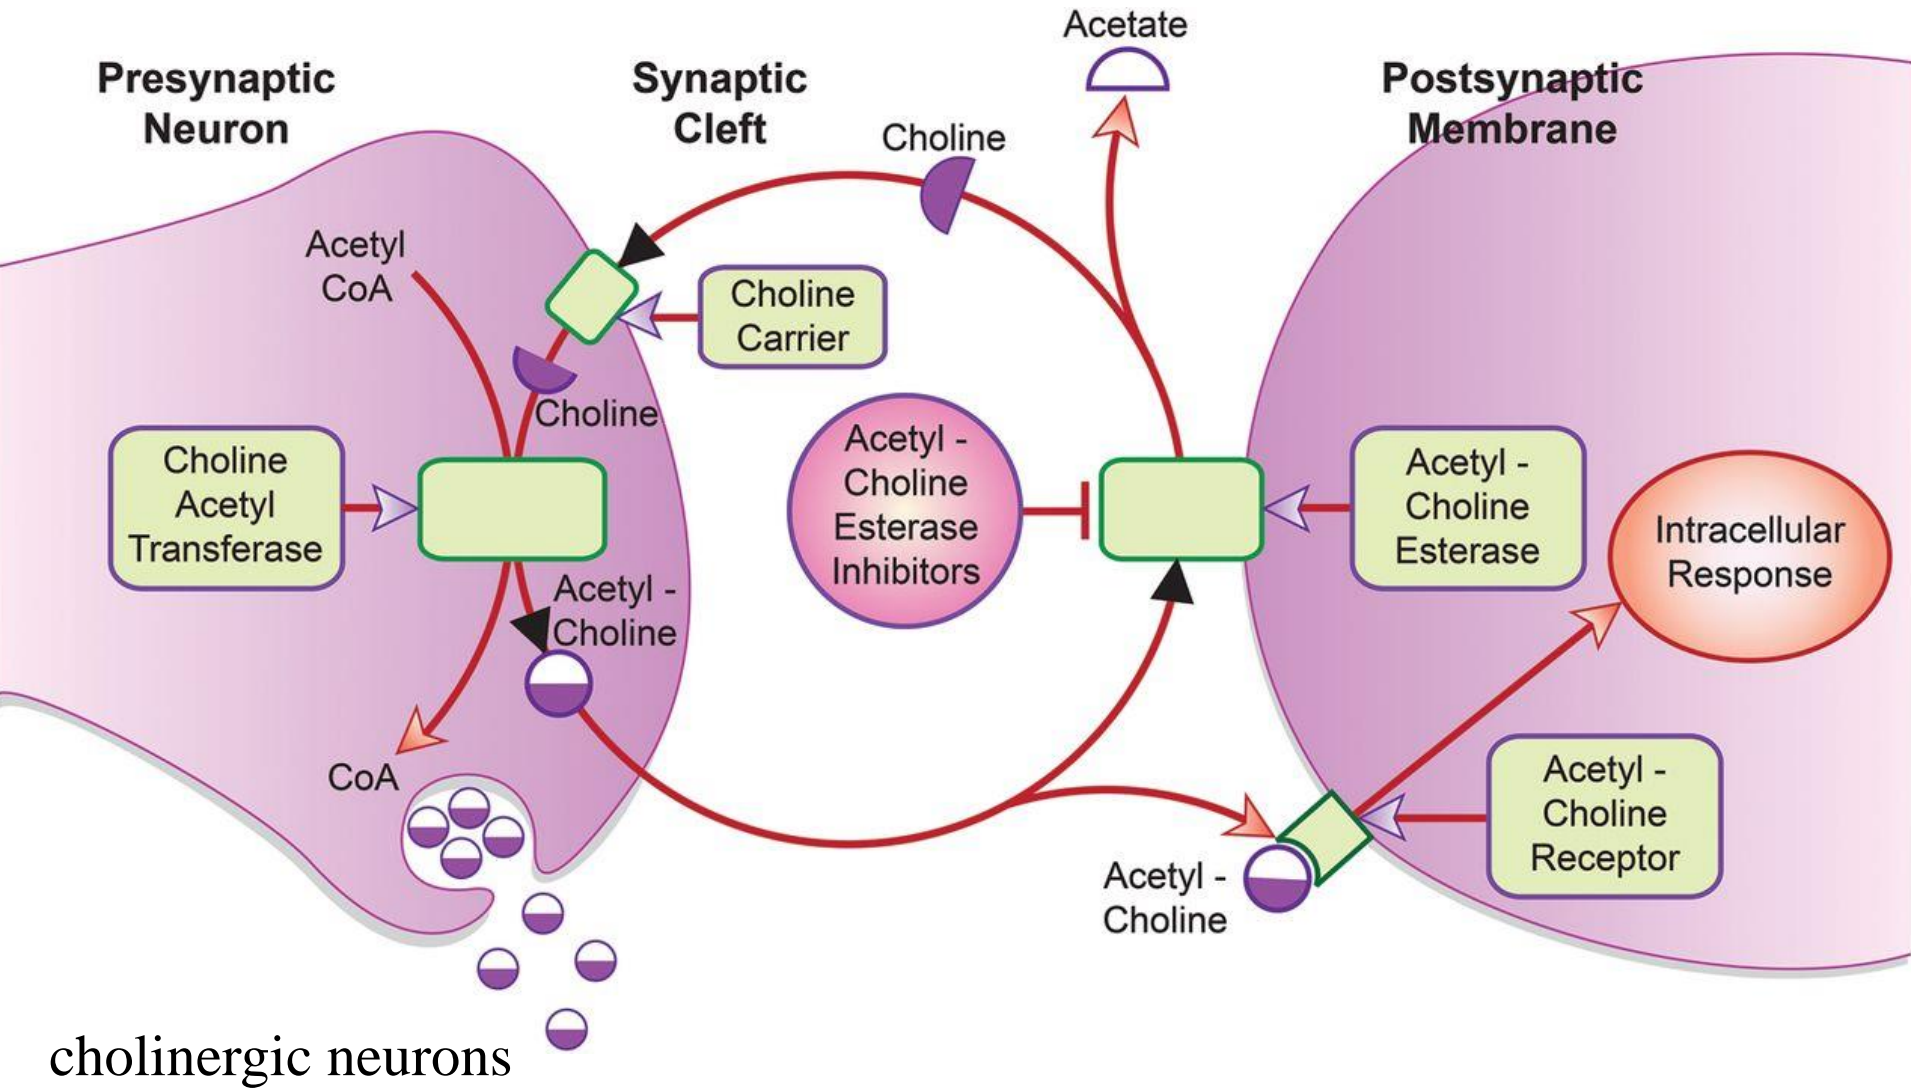 Acetate
Presynaptic
Neuron
Synaptic
Cleft
Postsynaptic
Membrane
Choline
Acetyl
CoA
Choline
Carrier
Choline
Choline
Acetyl
Transferase
Acetyl -
Choline
Esterase
Inhibitors
Acetyl -
Choline
Esterase
Intracellular
Response
Acetyl -
Choline
CoA
Acetyl -
Choline
Acetyl -
Choline
Receptor
cholinergic neurons